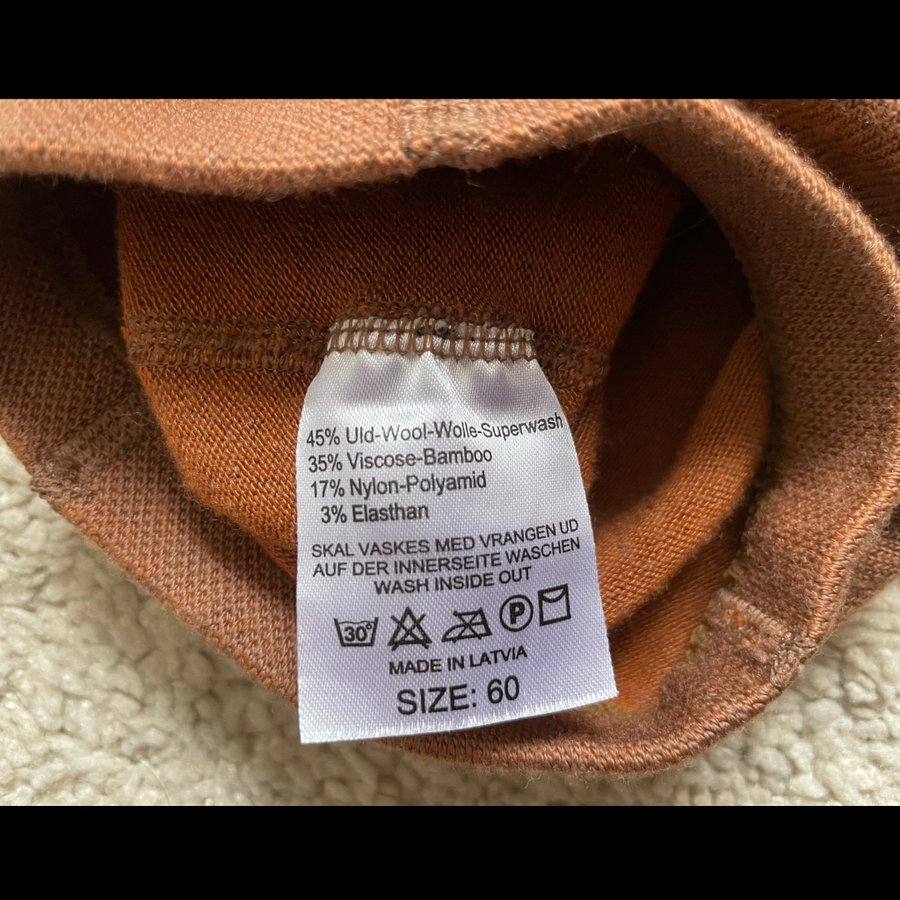 45% Uld-Wool-Wolle-Superwash
35% Viscose-Bamboo
17% Nylon-Polyamid
3% Elasthan
SKAL VASKES MED VRANGEN UD
AUF DER INNERSEITE WASCHEN
WASH INSIDE OUT
30° P
MADE IN LATVIA
SIZE: 60